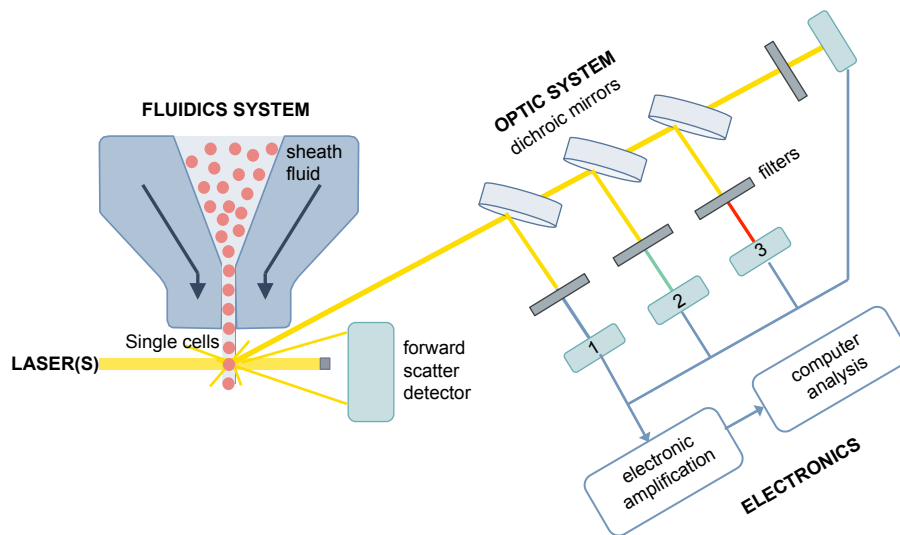 FLUIDICS SYSTEM
sheath
fluid
Single cells
LASER(S)
forward
scatter
detector
OPTIC SYSTEM
dichroic mirrors
filters
1
2
3
electronic
amplification
computer
analysis
ELECTRONICS